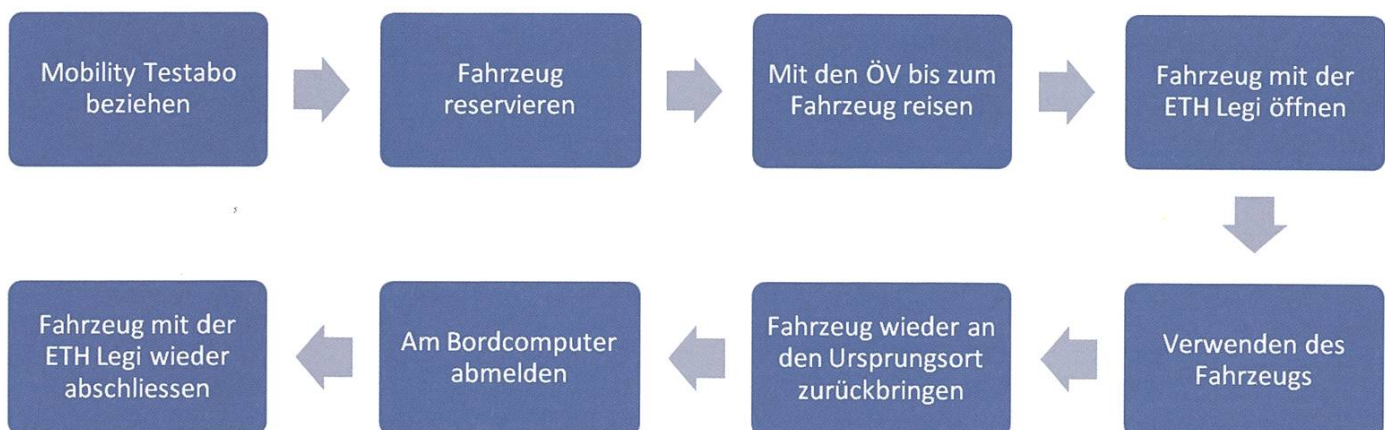 Mobility Testabo
beziehen
Fahrzeug
reservieren
Mit den ÖV bis zum
Fahrzeug reisen
Fahrzeug mit der
ETH Legi öffnen
Verwenden des
Fahrzeugs
Fahrzeug wieder an
den Ursprungsort
zurückbringen
Am Bordcomputer
abmelden
Fahrzeug mit der
ETH Legi wieder
abschliessen